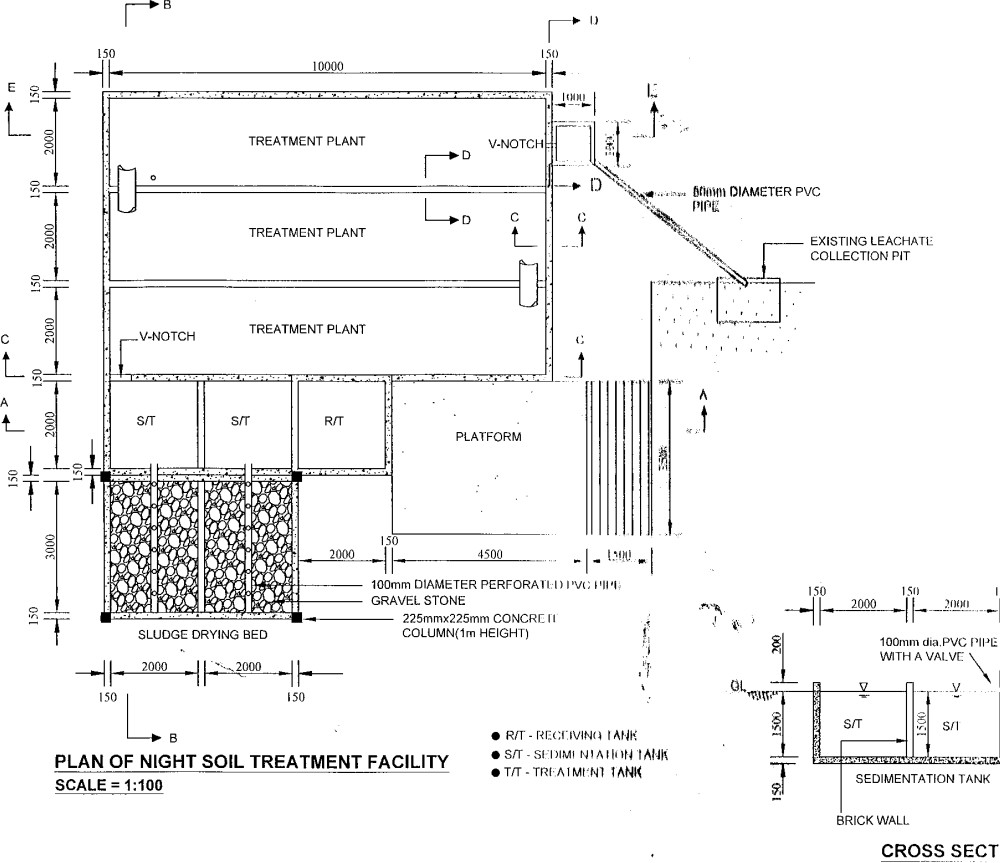 B
D
150
10000
150
E
150
1000
E
2000
TREATMENT PLANT
V-NOTCH
1000
D
150
D
D
50mm DIAMETER PVC
PIPE
2000
TREATMENT PLANT
C
C
EXISTING LEACHATE
COLLECTION PIT
150
2000
TREATMENT PLANT
V-NOTCH
C
C
150
A
A
2000
S/T
S/T
R/T
PLATFORM
150
150
150
3000
2000
150
4500
1500
100mm DIAMETER PERFORATED PVC PIPE
GRAVEL STONE
225mmx225mm CONCRETE
COLUMN(1m HEIGHT)
150
SLUDGE DRYING BED
2000
2000
150
150
B
PLAN OF NIGHT SOIL TREATMENT FACILITY
SCALE = 1:100
R/T - RECEIVING TANK
S/T - SEDIMENTATION TANK
T/T - TREATMENT TANK
150
2000
150
2000
200
100mm dia.PVC PIPE
WITH A VALVE
GL
1500
S/T
1500
S/T
150
SEDIMENTATION TANK
BRICK WALL
CROSS SECT